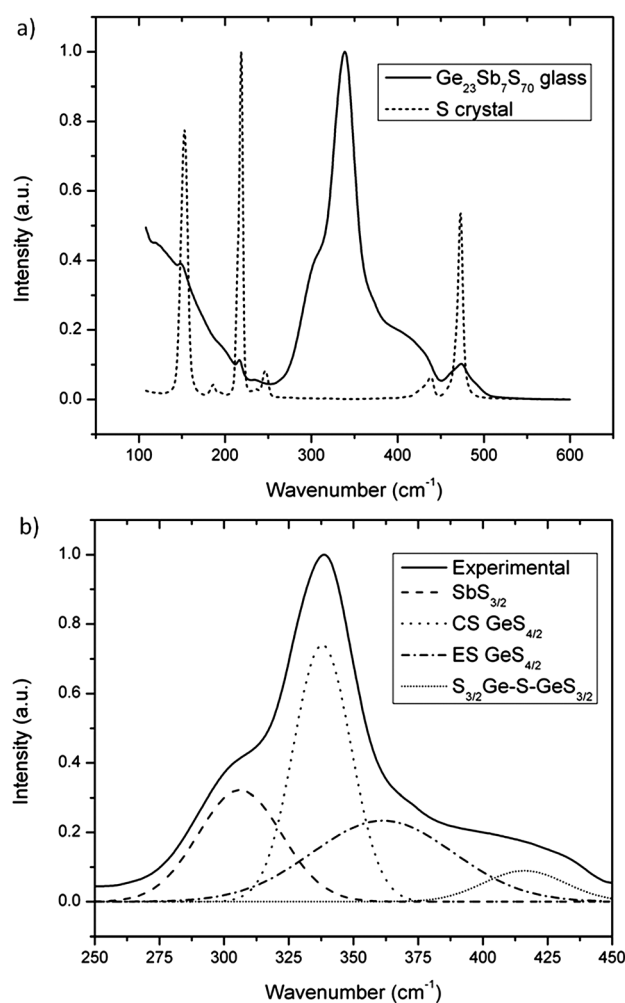 a)
1.0
0.8
0.6
0.4
0.2
0.0
Intensity (a.u.)
Ge₂₃Sb₇S₇₀ glass
S crystal
100 200 300 400 500 600
Wavenumber (cm⁻¹)
b)
1.0
0.8
0.6
0.4
0.2
0.0
Intensity (a.u.)
Experimental
SbS₃/₂
CS GeS₄/₂
ES GeS₄/₂
S₃/₂Ge-S-GeS₃/₂
250 275 300 325 350 375 400 425 450
Wavenumber (cm⁻¹)